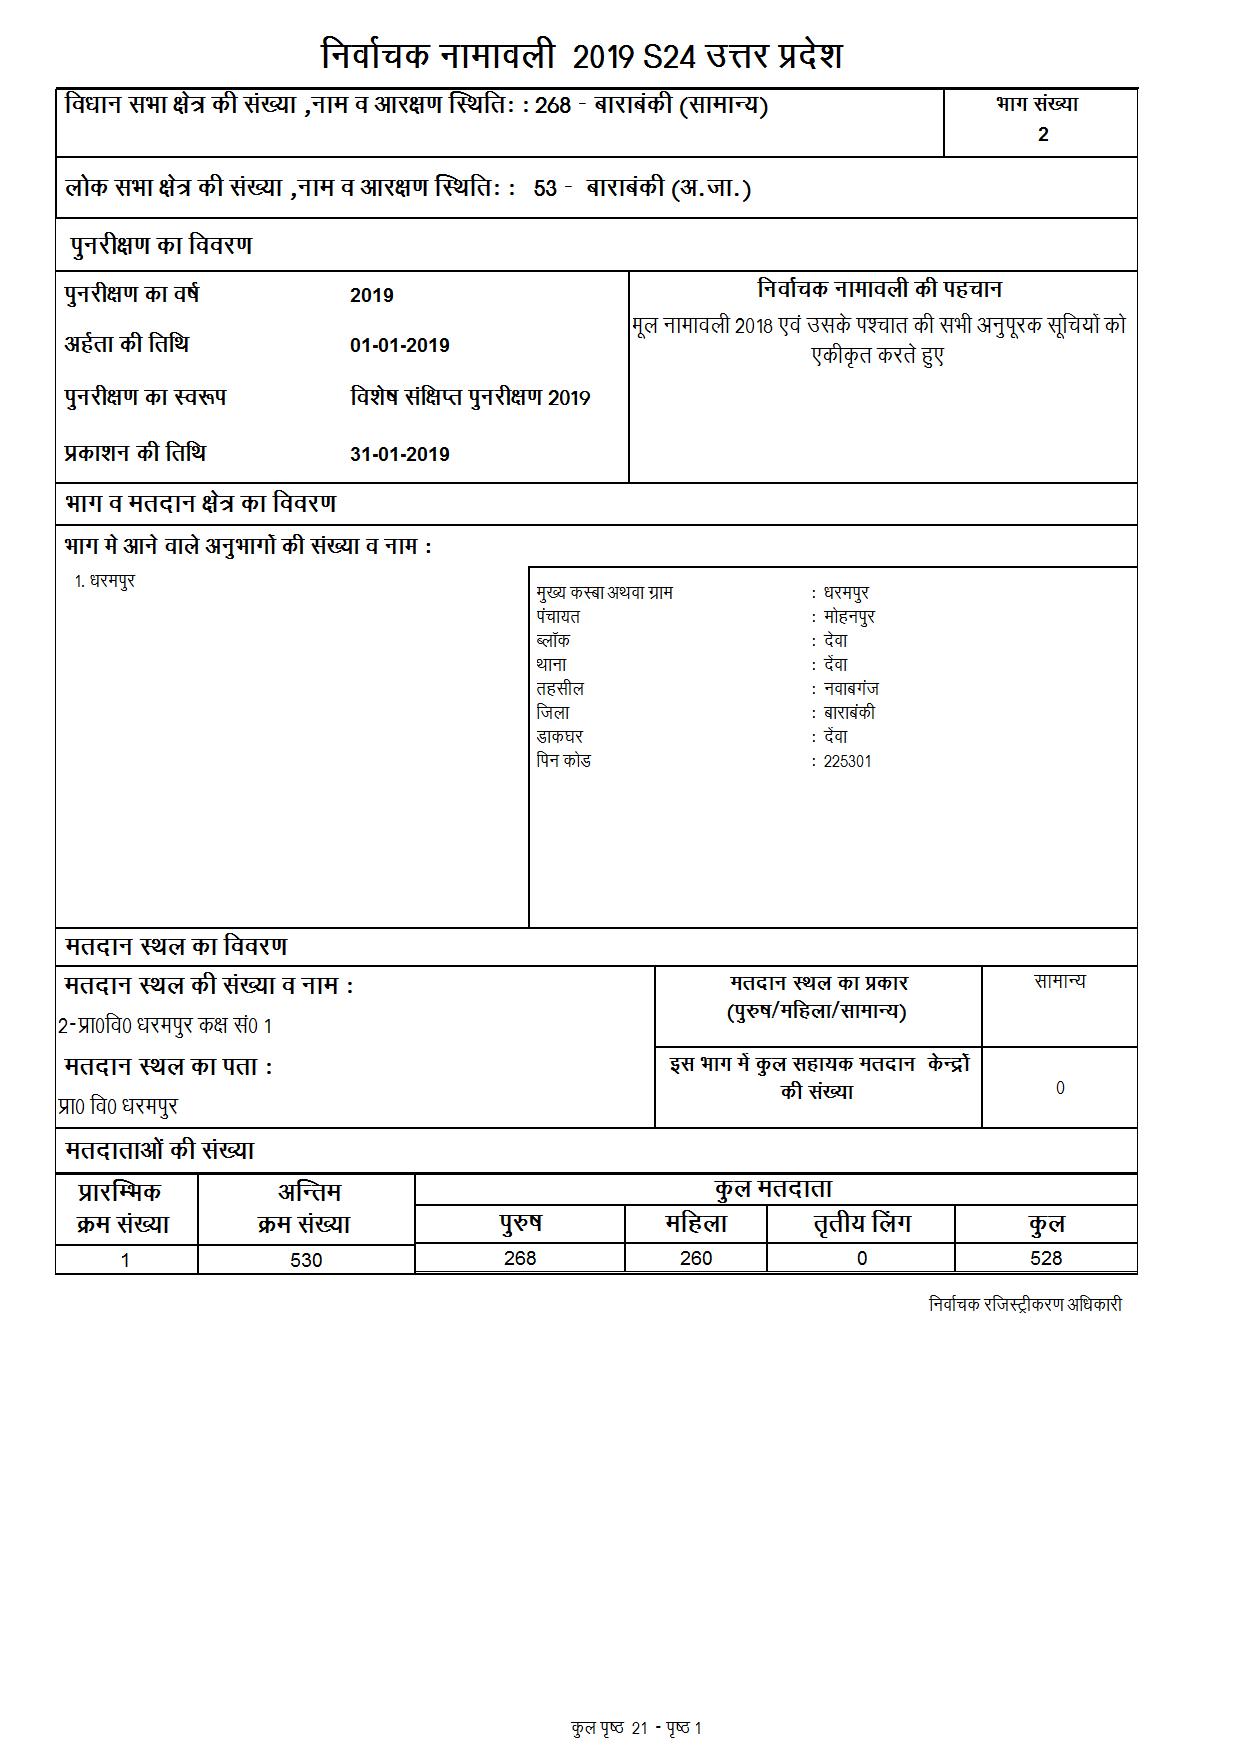 निर्वाचक नामावली 2019 S24 उत्तर प्रदेश
विधान सभा क्षेत्र की संख्या ,नाम व आरक्षण स्थिति: : 268 - बाराबंकी (सामान्य)
भाग संख्या
2
लोक सभा क्षेत्र की संख्या ,नाम व आरक्षण स्थिति: : 53 - बाराबंकी (अ.जा.)
पुनरीक्षण का विवरण
पुनरीक्षण का वर्ष 2019
अर्हता की तिथि 01-01-2019
पुनरीक्षण का स्वरूप विशेष संक्षिप्त पुनरीक्षण 2019
प्रकाशन की तिथि 31-01-2019
निर्वाचक नामावली की पहचान
मूल नामावली 2018 एवं उसके पश्चात की सभी अनुपूरक सूचियों को
एकीकृत करते हुए
भाग व मतदान क्षेत्र का विवरण
भाग मे आने वाले अनुभागों की संख्या व नाम :
1. धरमपुर
मुख्य कस्बा अथवा ग्राम : धरमपुर
पंचायत : मोहनपुर
ब्लॉक : देवा
थाना : देंवा
तहसील : नवाबगंज
जिला : बाराबंकी
डाकघर : देंवा
पिन कोड : 225301
मतदान स्थल का विवरण
मतदान स्थल की संख्या व नाम :
2-प्रा0वि0 धरमपुर कक्ष सं0 1
मतदान स्थल का पता :
प्रा0 वि0 धरमपुर
मतदान स्थल का प्रकार
(पुरुष/महिला/सामान्य)
सामान्य
इस भाग में कुल सहायक मतदान केन्द्रों
की संख्या
0
मतदाताओं की संख्या
प्रारम्भिक
क्रम संख्या
अन्तिम
क्रम संख्या
कुल मतदाता
पुरुष महिला तृतीय लिंग कुल
1 530 268 260 0 528
निर्वाचक रजिस्ट्रीकरण अधिकारी
कुल पृष्ठ 21 - पृष्ठ 1